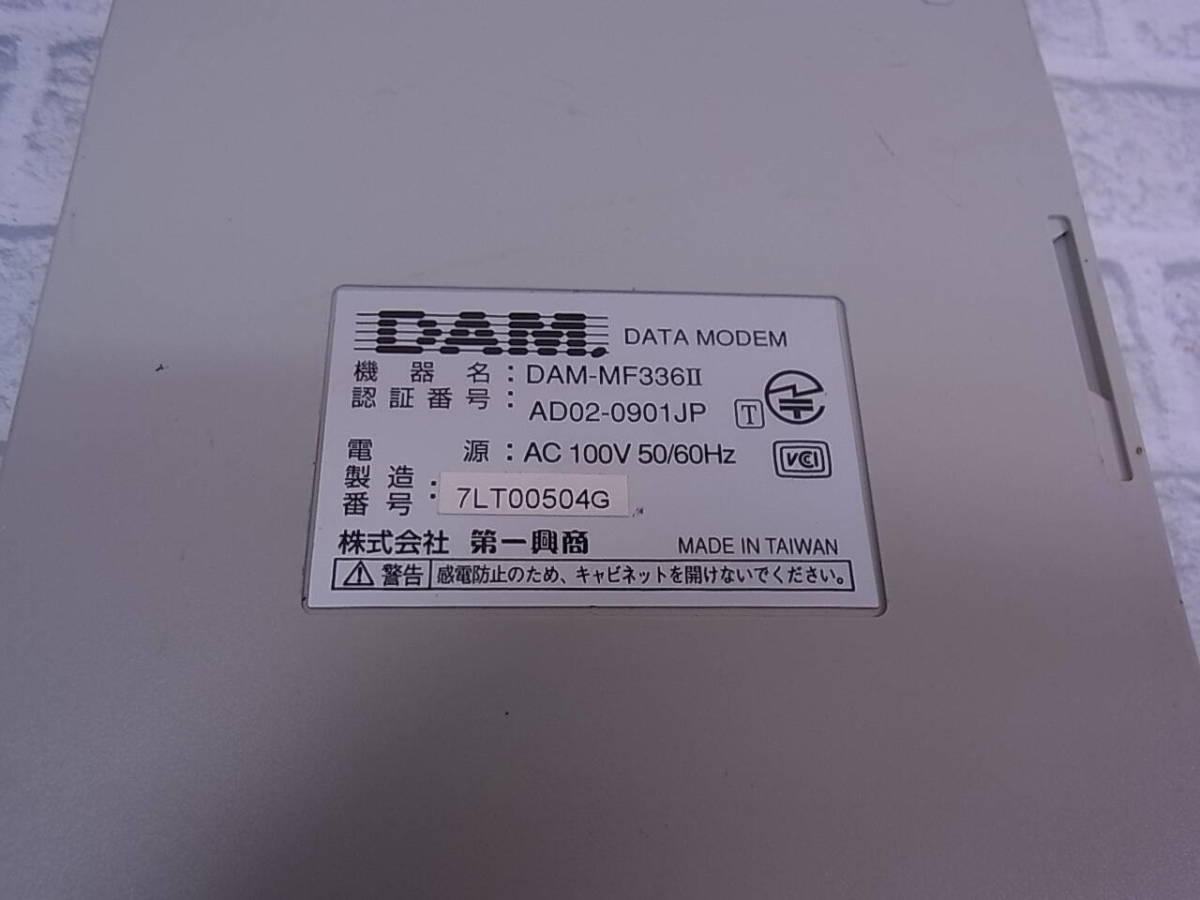 DAM DATA MODEM
機器名：DAM-MF336II
認証番号：AD02-0901JP T
電源：AC 100V 50/60Hz VCCI
製造番号：7LT00504G
株式会社 第一興商 MADE IN TAIWAN
警告 感電防止のため、キャビネットを開けないでください。